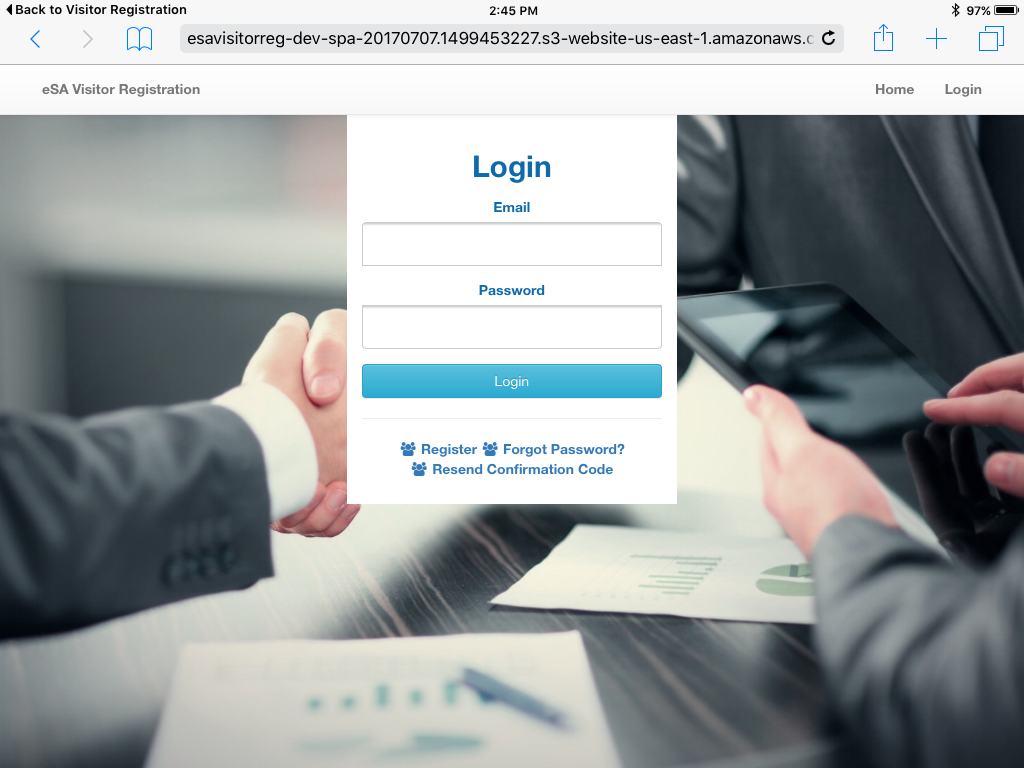 Back to Visitor Registration 2:45 PM 97%
esavisitorreg-dev-spa-20170707.1499453227.s3-website-us-east-1.amazonaws.c
eSA Visitor Registration Home Login
Login
Email
Password
Login
Register Forgot Password?
Resend Confirmation Code